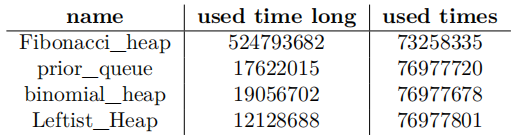 name used time long used times
Fibonacci_heap 524793682 73258335
prior_queue 17622015 76977720
binomial_heap 19056702 76977678
Leftist_Heap 12128688 76977801